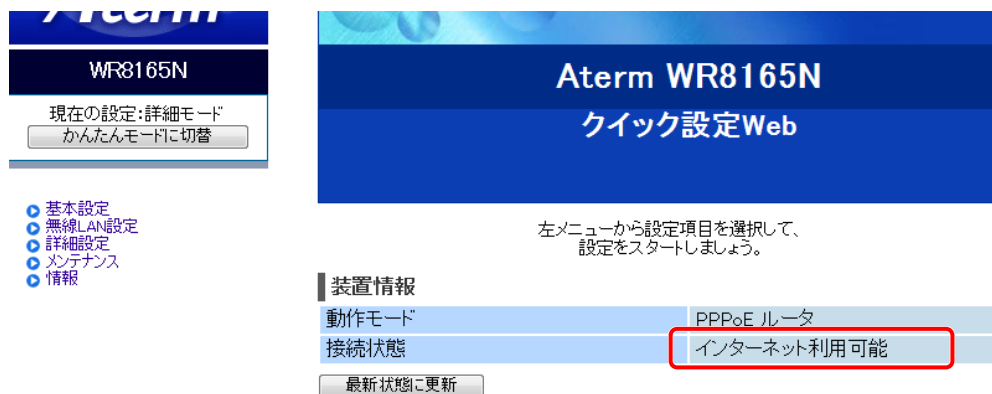 Aterm
WR8165N
現在の設定:詳細モード
かんたんモードに切替
基本設定
無線LAN設定
詳細設定
メンテナンス
情報
Aterm WR8165N
クイック設定Web
左メニューから設定項目を選択して、
設定をスタートしましょう。
装置情報
動作モード PPPoE ルータ
接続状態 インターネット利用可能
最新状態に更新